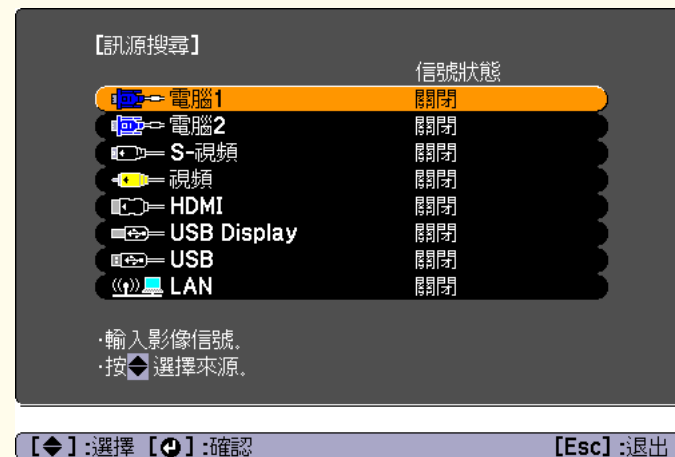 【訊源搜尋】
信號狀態
電腦1 關閉
電腦2 關閉
S-視頻 關閉
視頻 關閉
HDMI 關閉
USB Display 關閉
USB 關閉
LAN 關閉
·輸入影像信號。
·按◆選擇來源。
【◆】:選擇 【↵】:確認 [Esc] :退出